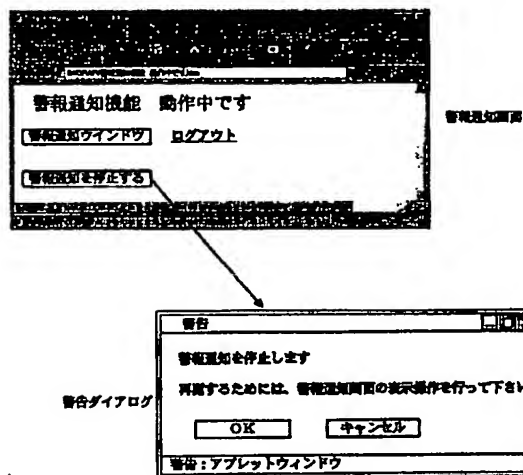 警報通知機能 動作中です
警報通知ウインドウ ログアウト
警報通知画面
警報通知を停止する
警告
警報通知を停止します
再開するためには、警報通知画面の表示操作を行って下さい
警告ダイアログ
OK キャンセル
警告:アプレットウィンドウ